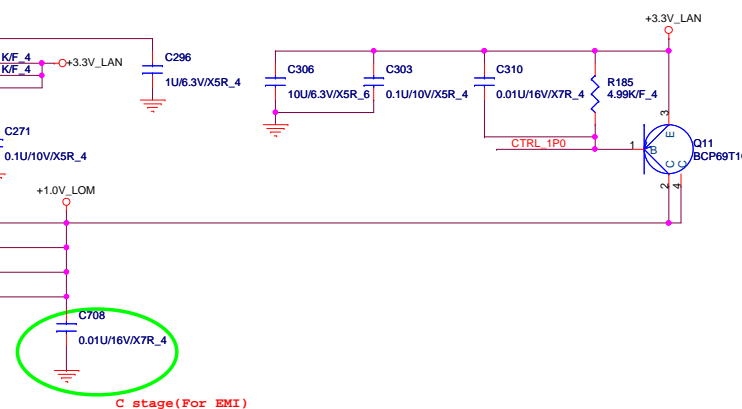 +3.3V_LAN
K/F_4
K/F_4
+3.3V_LAN
C296
1U/6.3V/X5R_4
C306
10U/6.3V/X5R_6
C303
0.1U/10V/X5R_4
C310
0.01U/16V/X7R_4
R185
4.99K/F_4
3
E
C271
0.1U/10V/X5R_4
CTRL_1P0
1
B
Q11
BCP69T1
C
C
2
4
+1.0V_LOM
C708
0.01U/16V/X7R_4
C stage(For EMI)